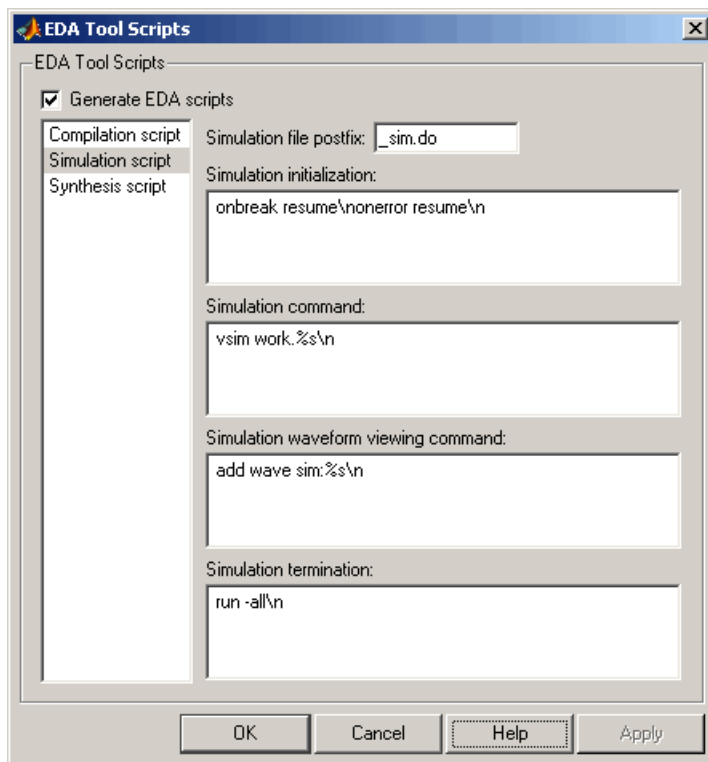 EDA Tool Scripts
EDA Tool Scripts
Generate EDA scripts
Compilation script
Simulation script
Synthesis script
Simulation file postfix: _sim.do
Simulation initialization:
onbreak resume\nonerror resume\n
Simulation command:
vsim work.%s\n
Simulation waveform viewing command:
add wave sim:%s\n
Simulation termination:
run -all\n
OK Cancel Help Apply